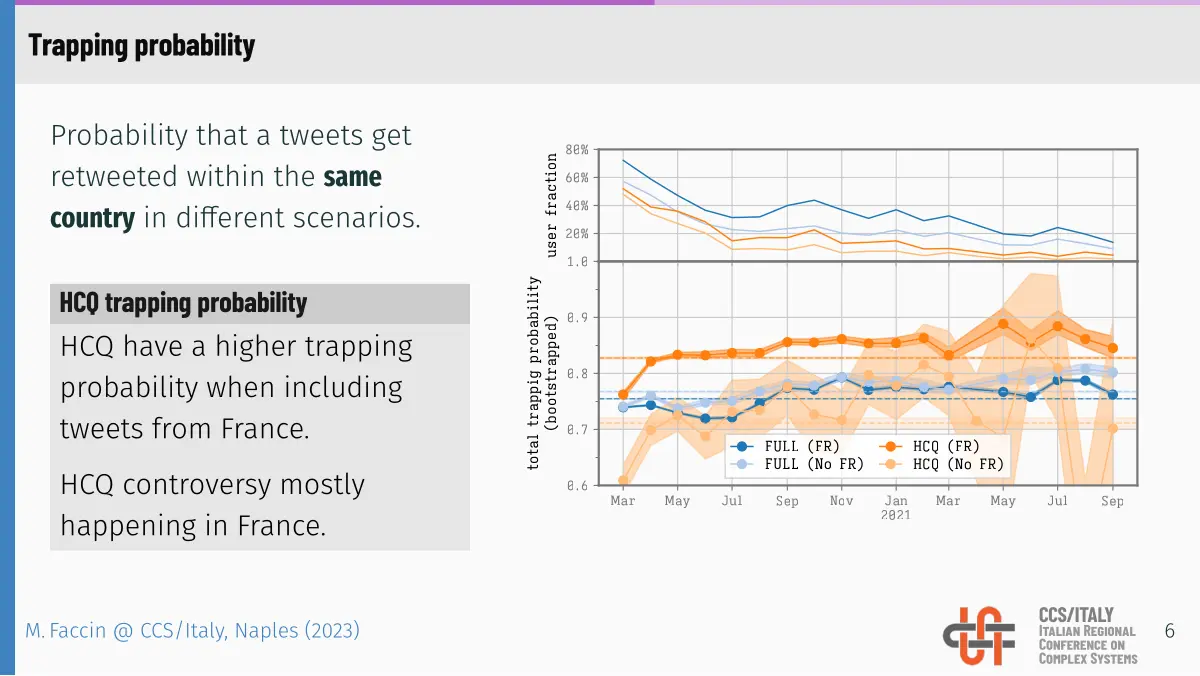 Trapping probability
Probability that a tweets get
retweeted within the same
country in different scenarios.
HCQ trapping probability
HCQ have a higher trapping
probability when including
tweets from France.
HCQ controversy mostly
happening in France.
user fraction
80%
60%
40%
20%
1.0
total trappig probability
(bootstrapped)
0.9
0.8
0.7
0.6
FULL (FR)
FULL (No FR)
HCQ (FR)
HCQ (No FR)
Mar May Jul Sep Nov Jan Mar May Jul Sep
2021
M. Faccin @ CCS/Italy, Naples (2023)
CCS/ITALY
ITALIAN REGIONAL
CONFERENCE ON
COMPLEX SYSTEMS
6